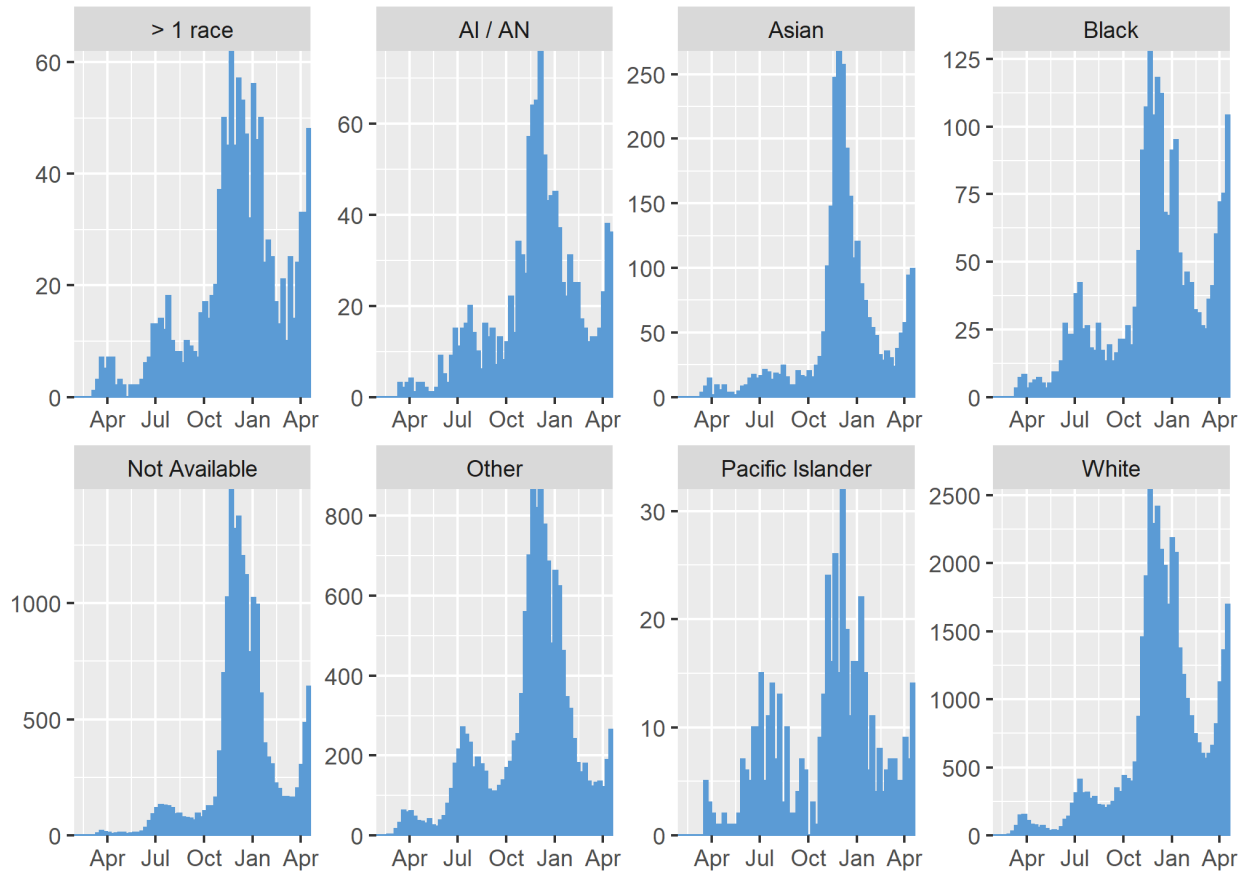 > 1 race
AI / AN
Asian
Black
60
40
20
0
60
40
20
0
250
200
150
100
50
0
125
100
75
50
25
0
Apr Jul Oct Jan Apr
Apr Jul Oct Jan Apr
Apr Jul Oct Jan Apr
Apr Jul Oct Jan Apr
Not Available
Other
Pacific Islander
White
1000
500
0
800
600
400
200
0
30
20
10
0
2500
2000
1500
1000
500
0
Apr Jul Oct Jan Apr
Apr Jul Oct Jan Apr
Apr Jul Oct Jan Apr
Apr Jul Oct Jan Apr